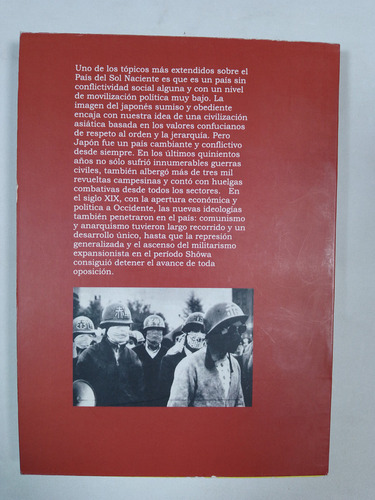 Uno de los tópicos más extendidos sobre el
País del Sol Naciente es que es un país sin
conflictividad social alguna y con un nivel
de movilización política muy bajo. La
imagen del japonés sumiso y obediente
encaja con nuestra idea de una civilización
asiática basada en los valores confucianos
de respeto al orden y la jerarquía. Pero
Japón fue un país cambiante y conflictivo
desde siempre. En los últimos quinientos
años no sólo sufrió innumerables guerras
civiles, también albergó más de tres mil
revueltas campesinas y contó con huelgas
combativas desde todos los sectores. En
el siglo XIX, con la apertura económica y
política a Occidente, las nuevas ideologías
también penetraron en el país: comunismo
y anarquismo tuvieron largo recorrido y un
desarrollo único, hasta que la represión
generalizada y el ascenso del militarismo
expansionista en el período Shôwa
consiguió detener el avance de toda
oposición.